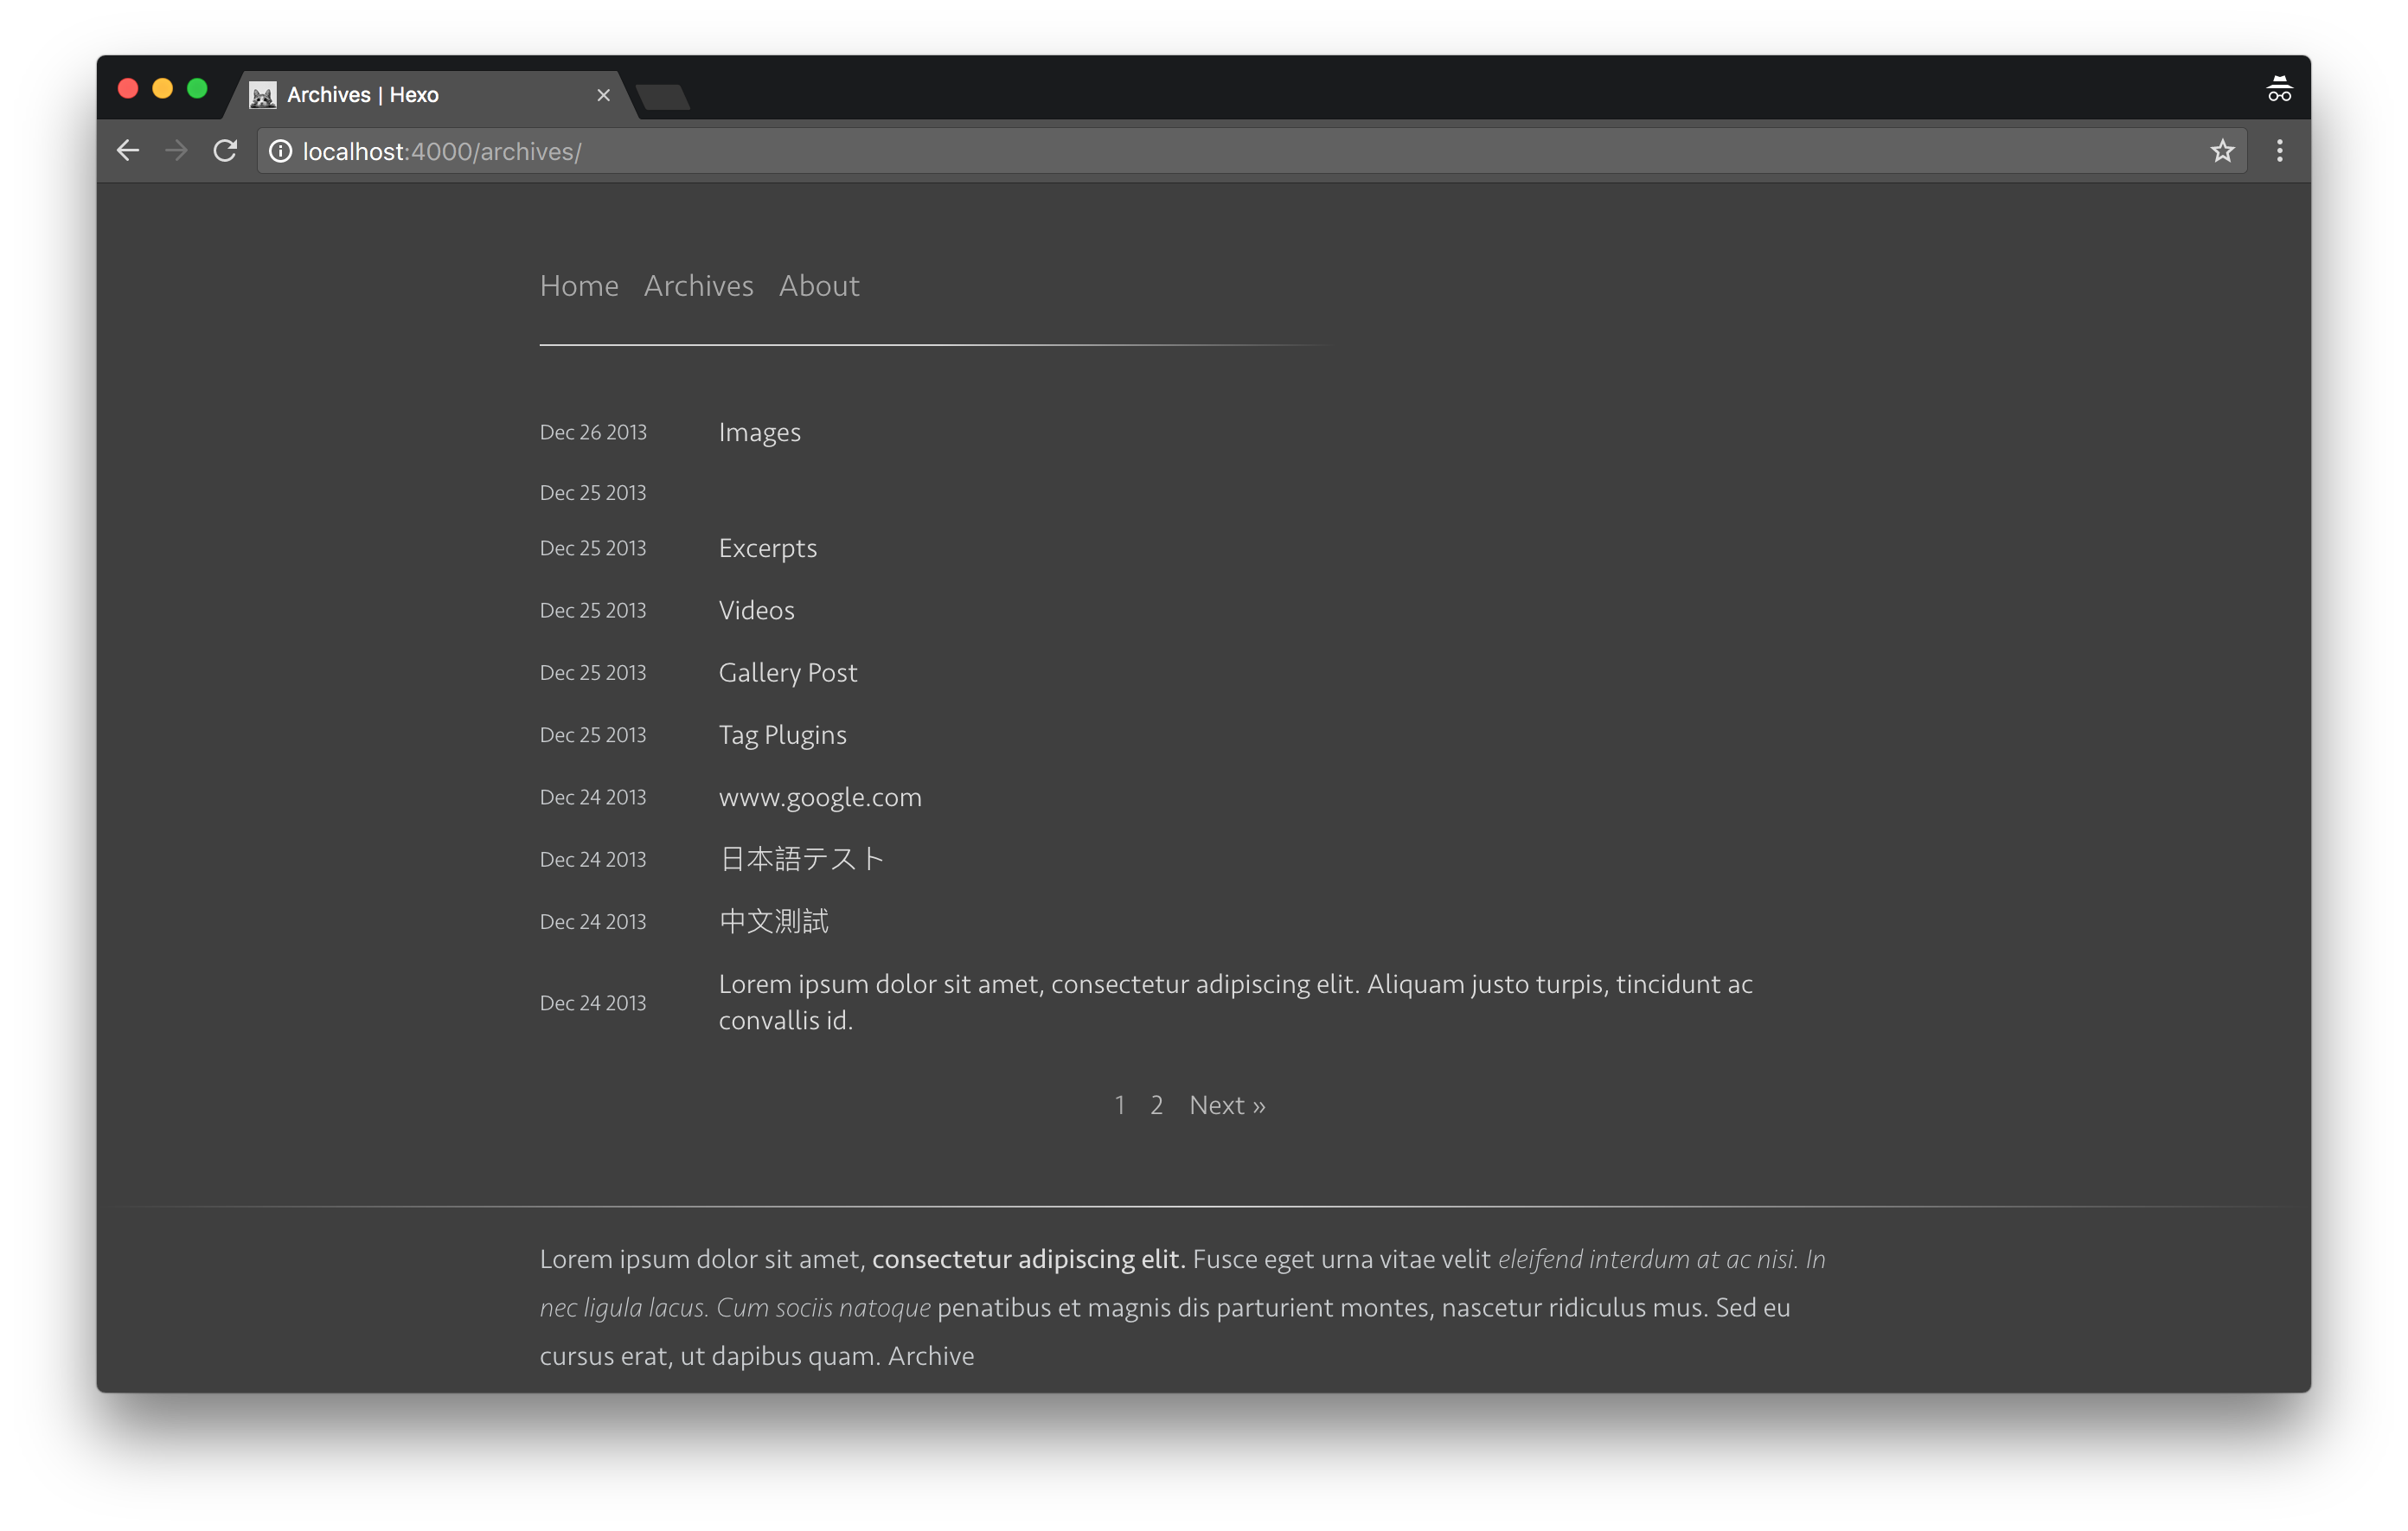 Archives | Hexo
localhost:4000/archives/
Home Archives About
Dec 26 2013 Images
Dec 25 2013
Dec 25 2013 Excerpts
Dec 25 2013 Videos
Dec 25 2013 Gallery Post
Dec 25 2013 Tag Plugins
Dec 24 2013 www.google.com
Dec 24 2013 日本語テスト
Dec 24 2013 中文測試
Dec 24 2013 Lorem ipsum dolor sit amet, consectetur adipiscing elit. Aliquam justo turpis, tincidunt ac
convallis id.
1 2 Next »
Lorem ipsum dolor sit amet, consectetur adipiscing elit. Fusce eget urna vitae velit eleifend interdum at ac nisi. In
nec ligula lacus. Cum sociis natoque penatibus et magnis dis parturient montes, nascetur ridiculus mus. Sed eu
cursus erat, ut dapibus quam. Archive